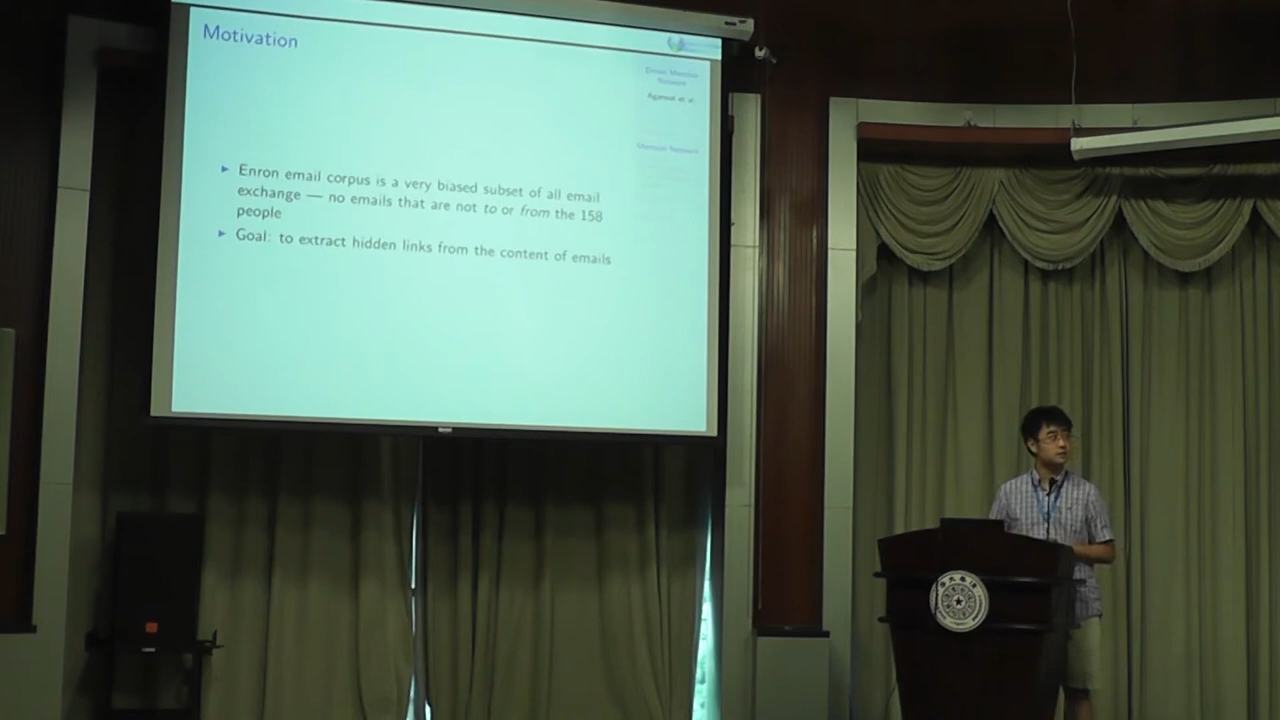 Motivation
Enron Mention
Network
Agarwal et al.
Mention Network
► Enron email corpus is a very biased subset of all email
exchange — no emails that are not to or from the 158
people
► Goal: to extract hidden links from the content of emails